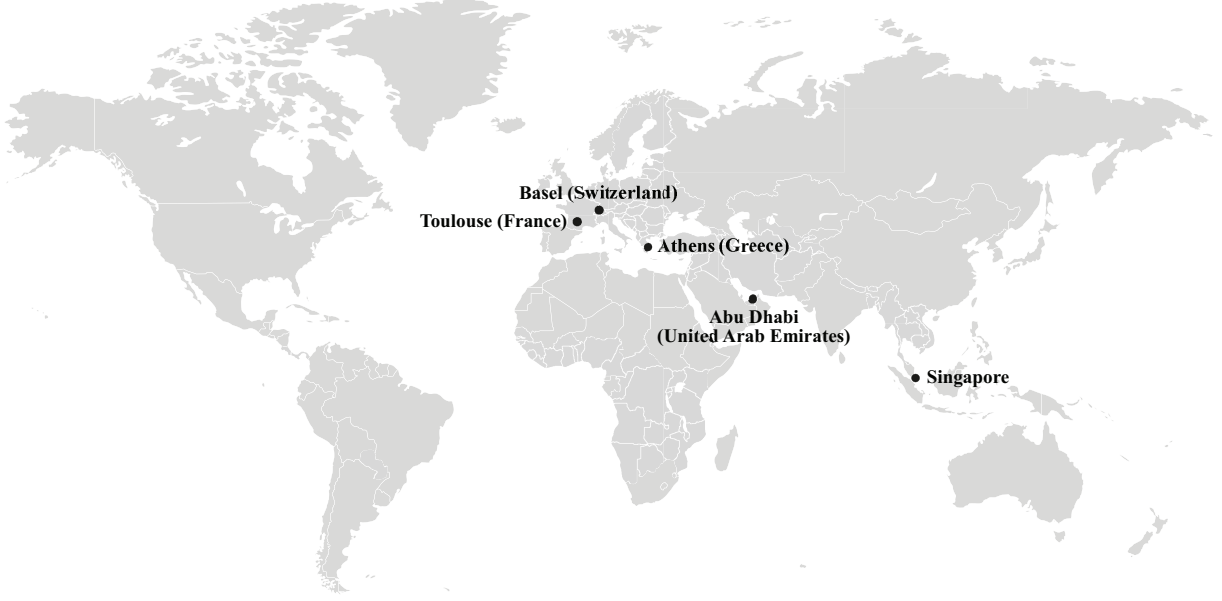 Basel (Switzerland)
Toulouse (France)
Athens (Greece)
Abu Dhabi
(United Arab Emirates)
Singapore